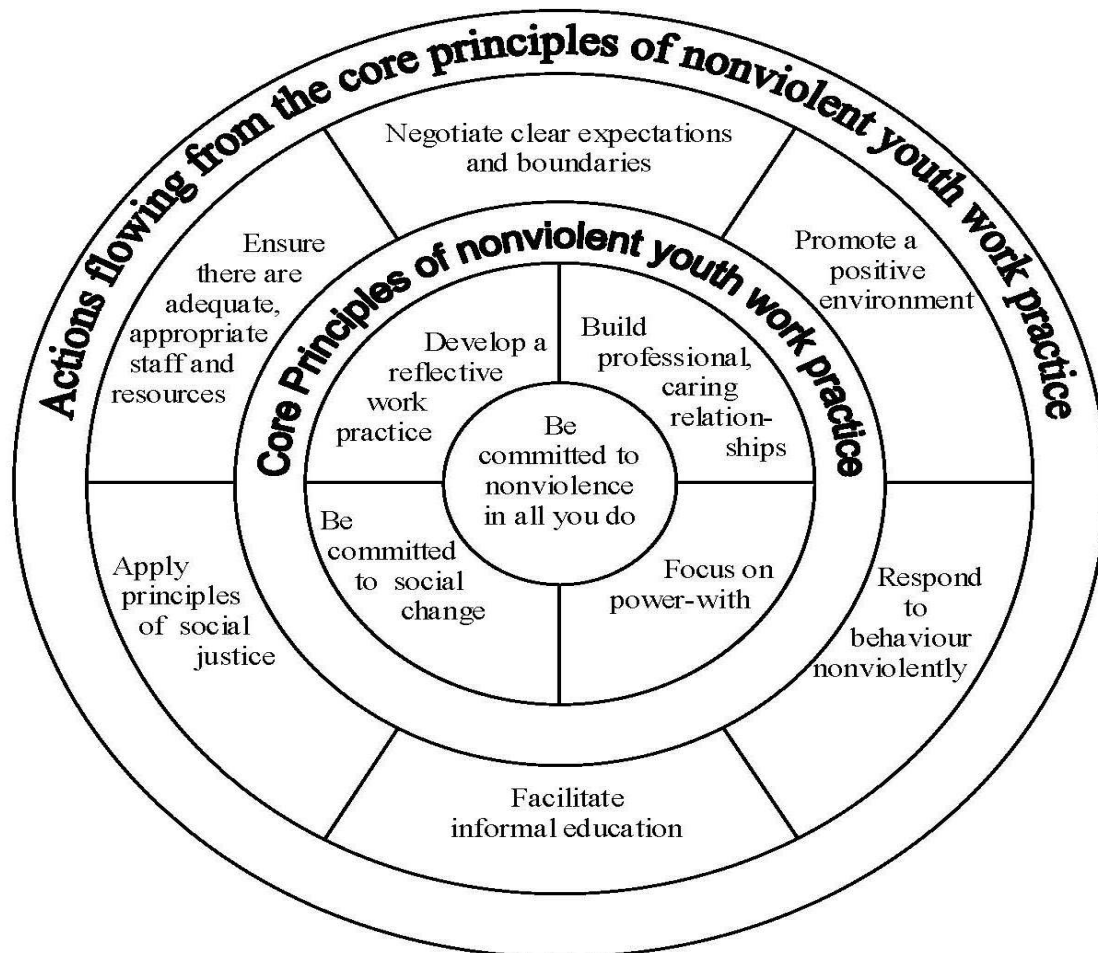 Actions flowing from the core principles of nonviolent youth work practice
Negotiate clear expectations
and boundaries
Promote a
positive
environment
Respond
to
behaviour
nonviolently
Facilitate
informal education
Apply
principles
of social
justice
Ensure
there are
adequate,
appropriate
staff and
resources
Core Principles of nonviolent youth work practice
Develop a
reflective
work
practice
Build
professional,
caring
relation-
ships
Focus on
power-with
Be
committed
to social
change
Be
committed to
nonviolence
in all you do